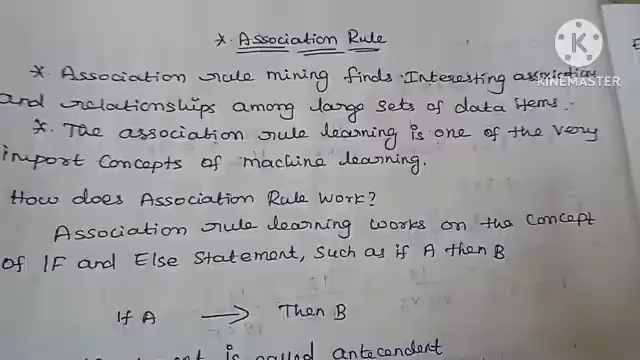 * Association Rule
* Association rule mining finds Interesting
and relationships among large sets of data items.
* The association rule learning is one of the very
import concepts of machine learning.
How does Association Rule Work?
Association rule learning works on the concept
of IF and Else Statement, such as if A then B
If A → Then B
is called antecendent
K
KINEMASTER